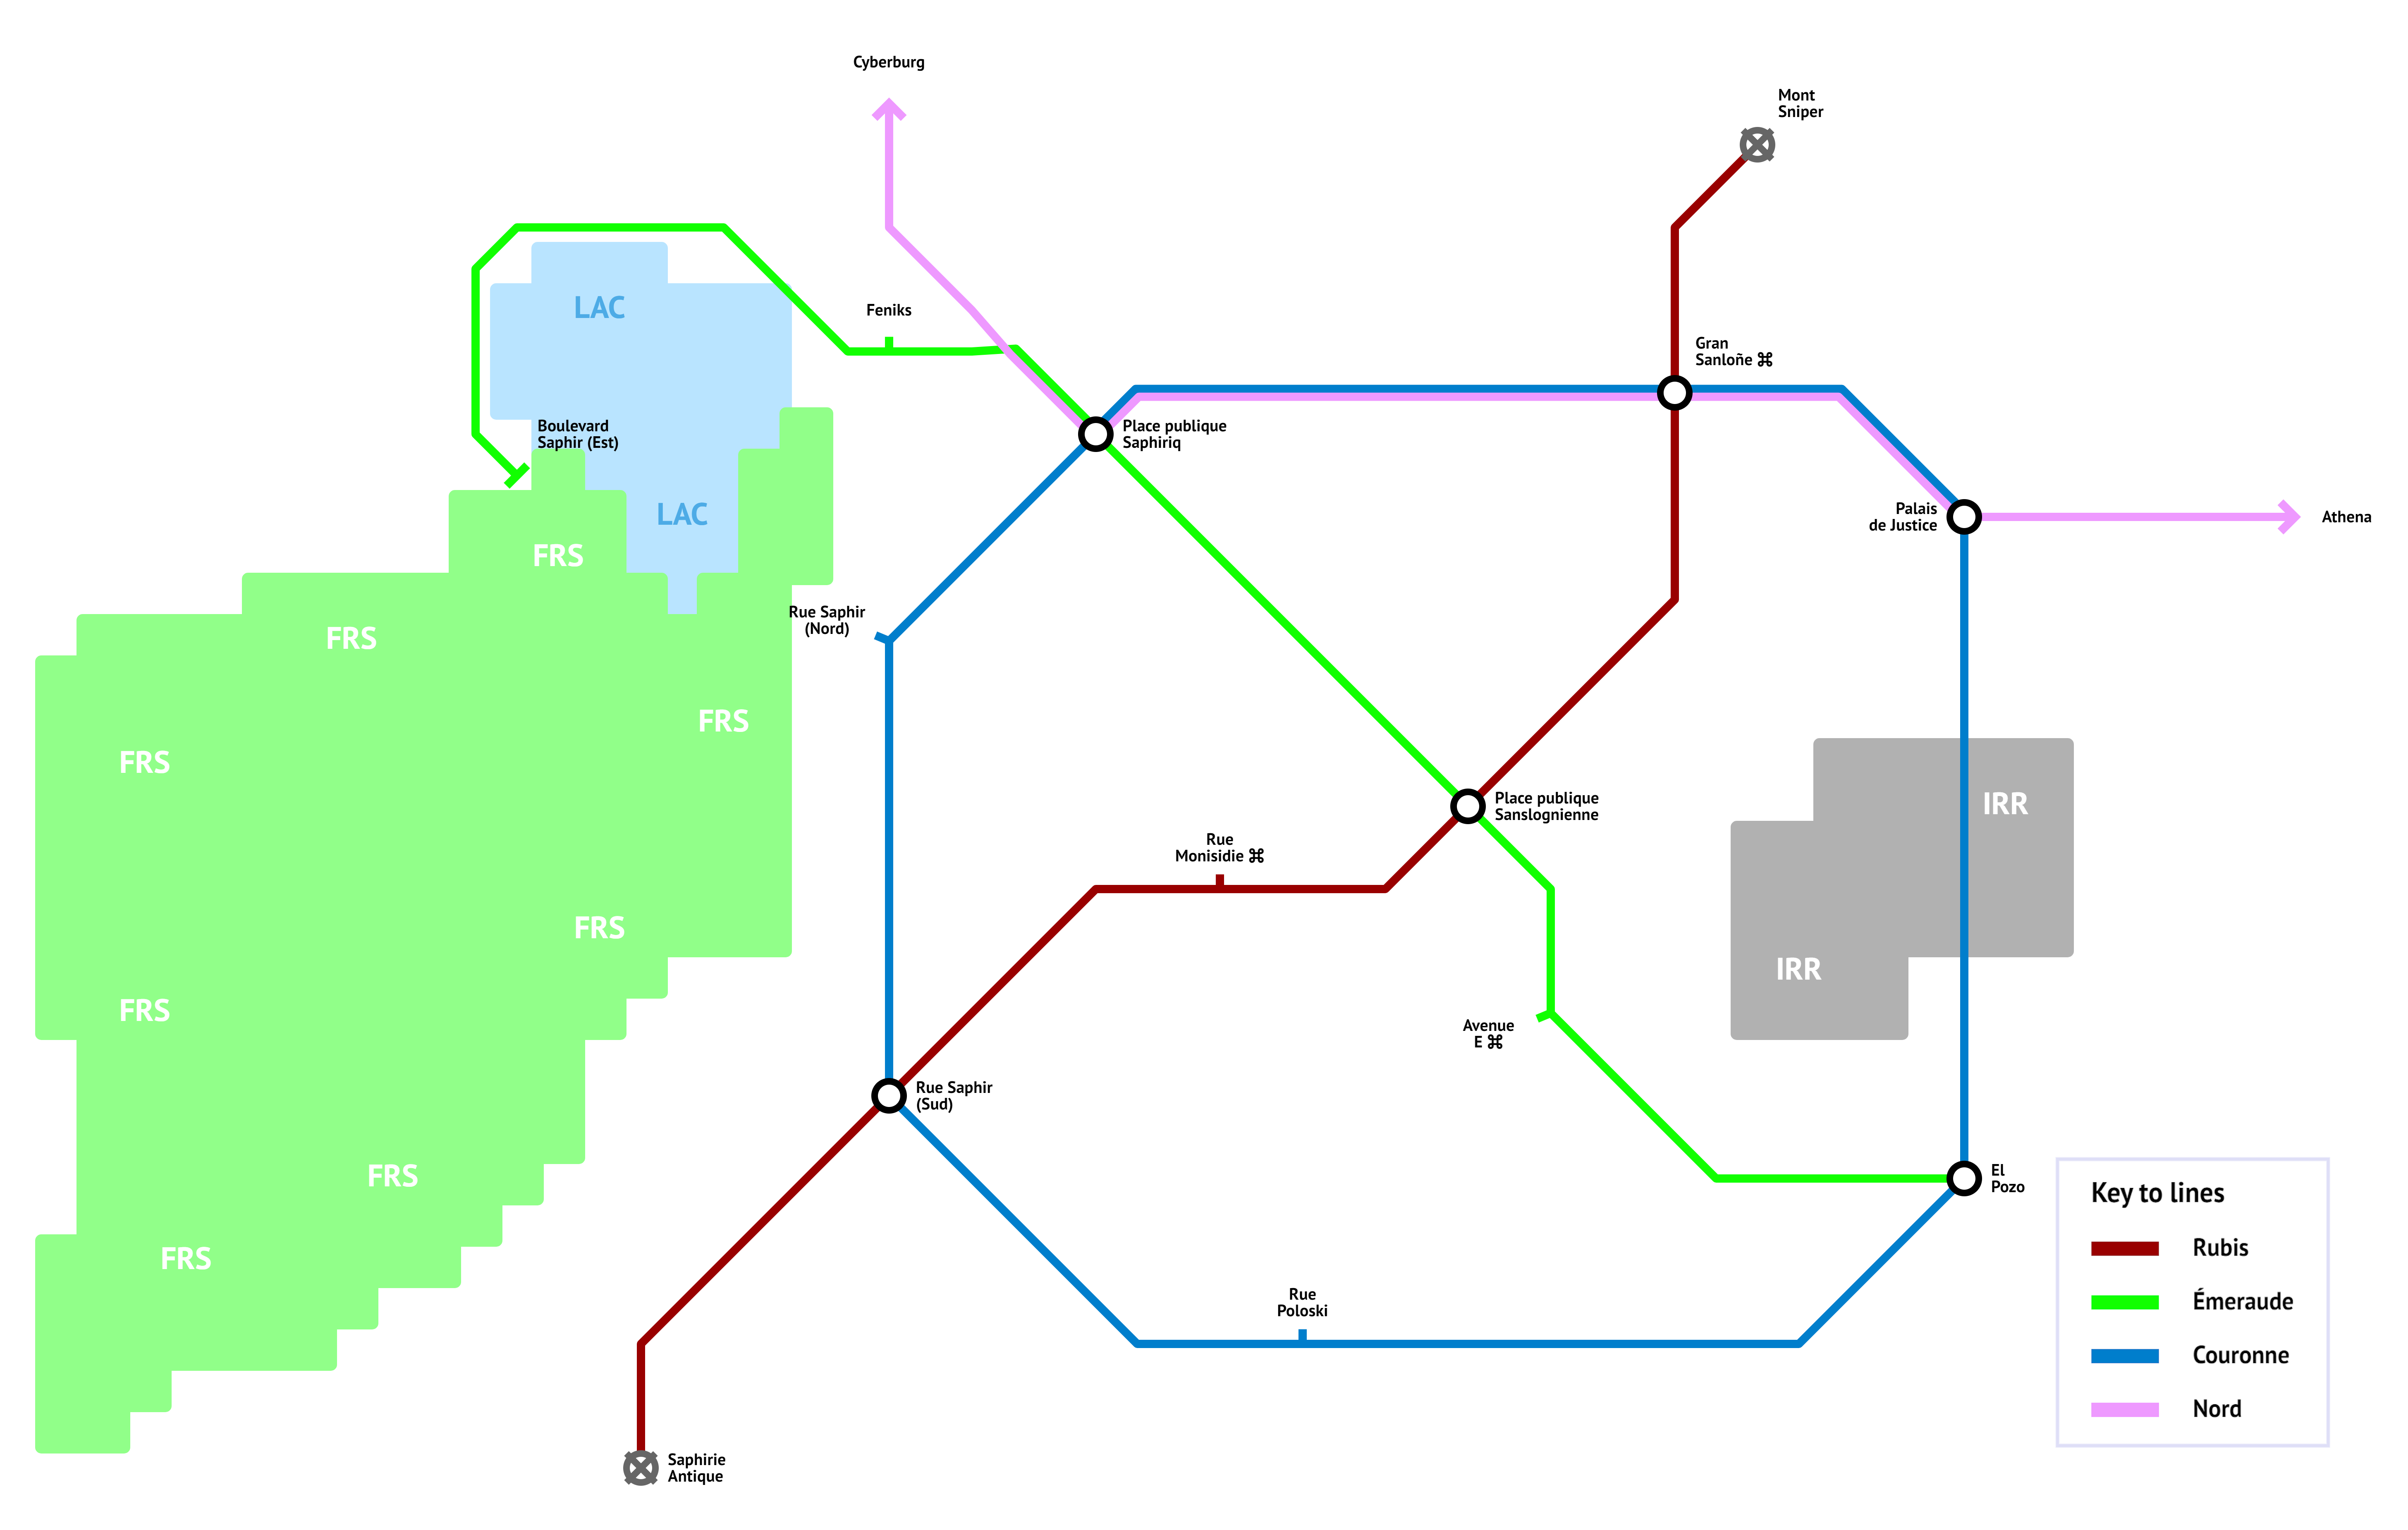 Cyberburg
Mont
Sniper
LAC
Feniks
Gran
Sanloñe ⌘
Boulevard
Saphir (Est)
Place publique
Saphiriq
LAC
Palais
de Justice
Athena
FRS
Rue Saphir
(Nord)
FRS
FRS
FRS
Place publique
Sanslognienne
IRR
Rue
Monisidie ⌘
FRS
IRR
FRS
Avenue
E ⌘
Rue Saphir
(Sud)
FRS
El
Pozo
FRS
Rue
Poloski
Saphirie
Antique
Key to lines
Rubis
Émeraude
Couronne
Nord